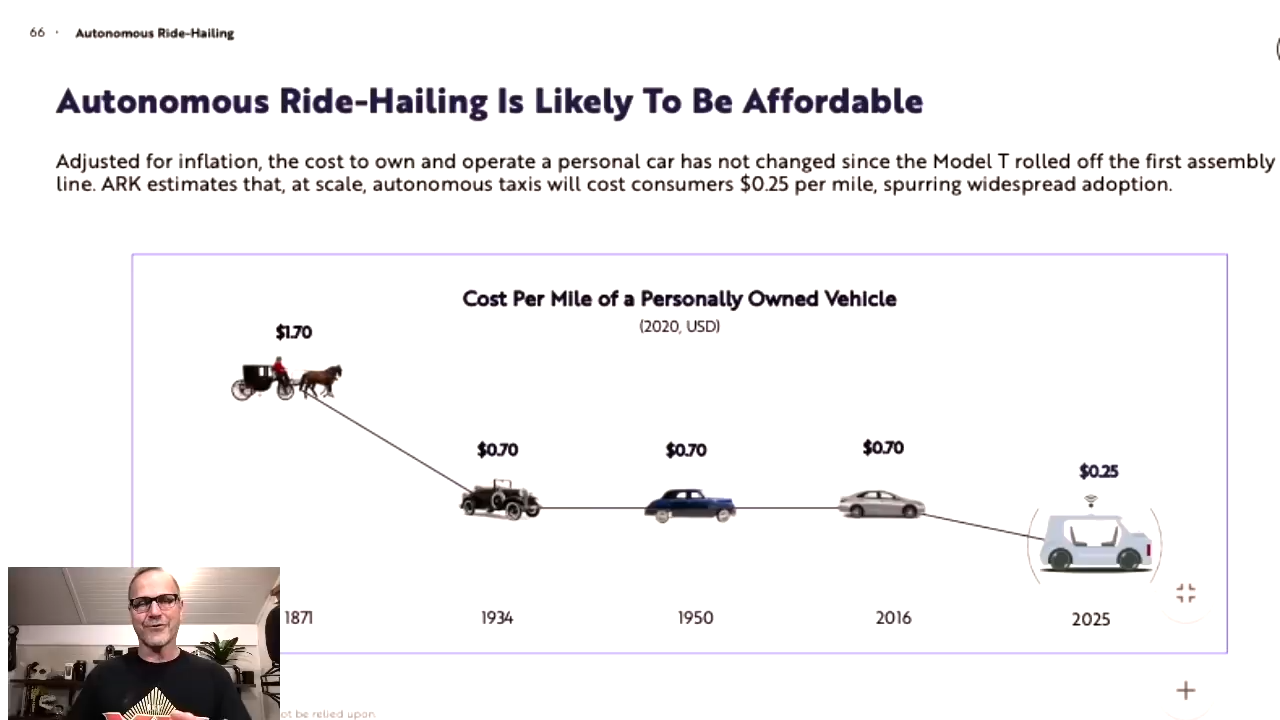 66 · Autonomous Ride-Hailing
Autonomous Ride-Hailing Is Likely To Be Affordable
Adjusted for inflation, the cost to own and operate a personal car has not changed since the Model T rolled off the first assembly
line. ARK estimates that, at scale, autonomous taxis will cost consumers $0.25 per mile, spurring widespread adoption.
Cost Per Mile of a Personally Owned Vehicle
(2020, USD)
$1.70
$0.70
$0.70
$0.70
$0.25
1871
1934
1950
2016
2025
be relied upon